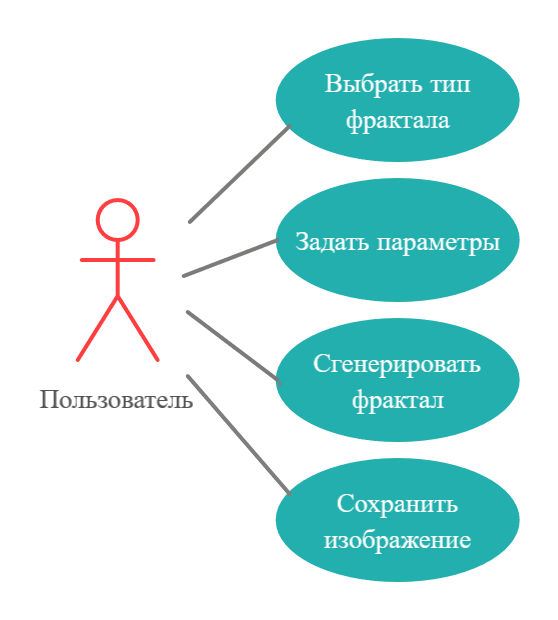 Выбрать тип
фрактала
Задать параметры
Сгенерировать
фрактал
Пользователь
Сохранить
изображение